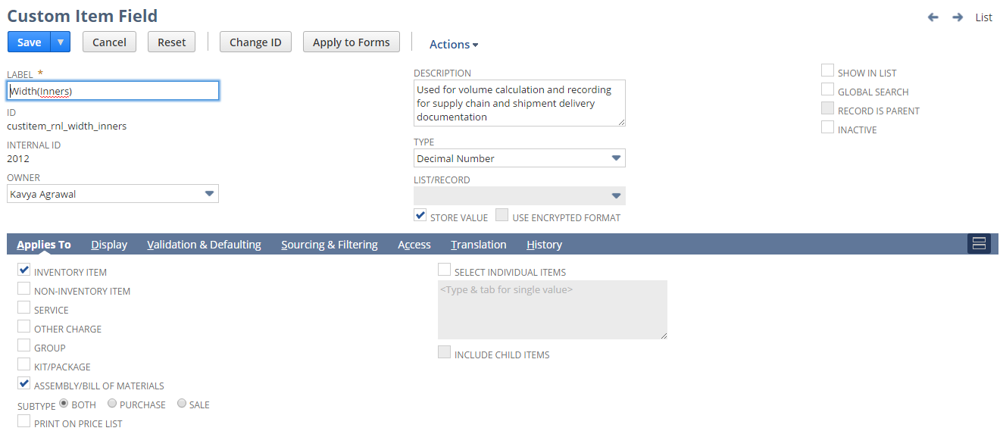 Custom Item Field
List
Save
Cancel
Reset
Change ID
Apply to Forms
Actions
LABEL *
Width(Inners)
ID
custitem_rnl_width_inners
INTERNAL ID
2012
OWNER
Kavya Agrawal
DESCRIPTION
Used for volume calculation and recording
for supply chain and shipment delivery
documentation
TYPE
Decimal Number
LIST/RECORD
STORE VALUE
USE ENCRYPTED FORMAT
SHOW IN LIST
GLOBAL SEARCH
RECORD IS PARENT
INACTIVE
Applies To
Display
Validation & Defaulting
Sourcing & Filtering
Access
Translation
History
INVENTORY ITEM
NON-INVENTORY ITEM
SERVICE
OTHER CHARGE
GROUP
KIT/PACKAGE
ASSEMBLY/BILL OF MATERIALS
SUBTYPE BOTH PURCHASE SALE
PRINT ON PRICE LIST
SELECT INDIVIDUAL ITEMS
<Type & tab for single value>
INCLUDE CHILD ITEMS